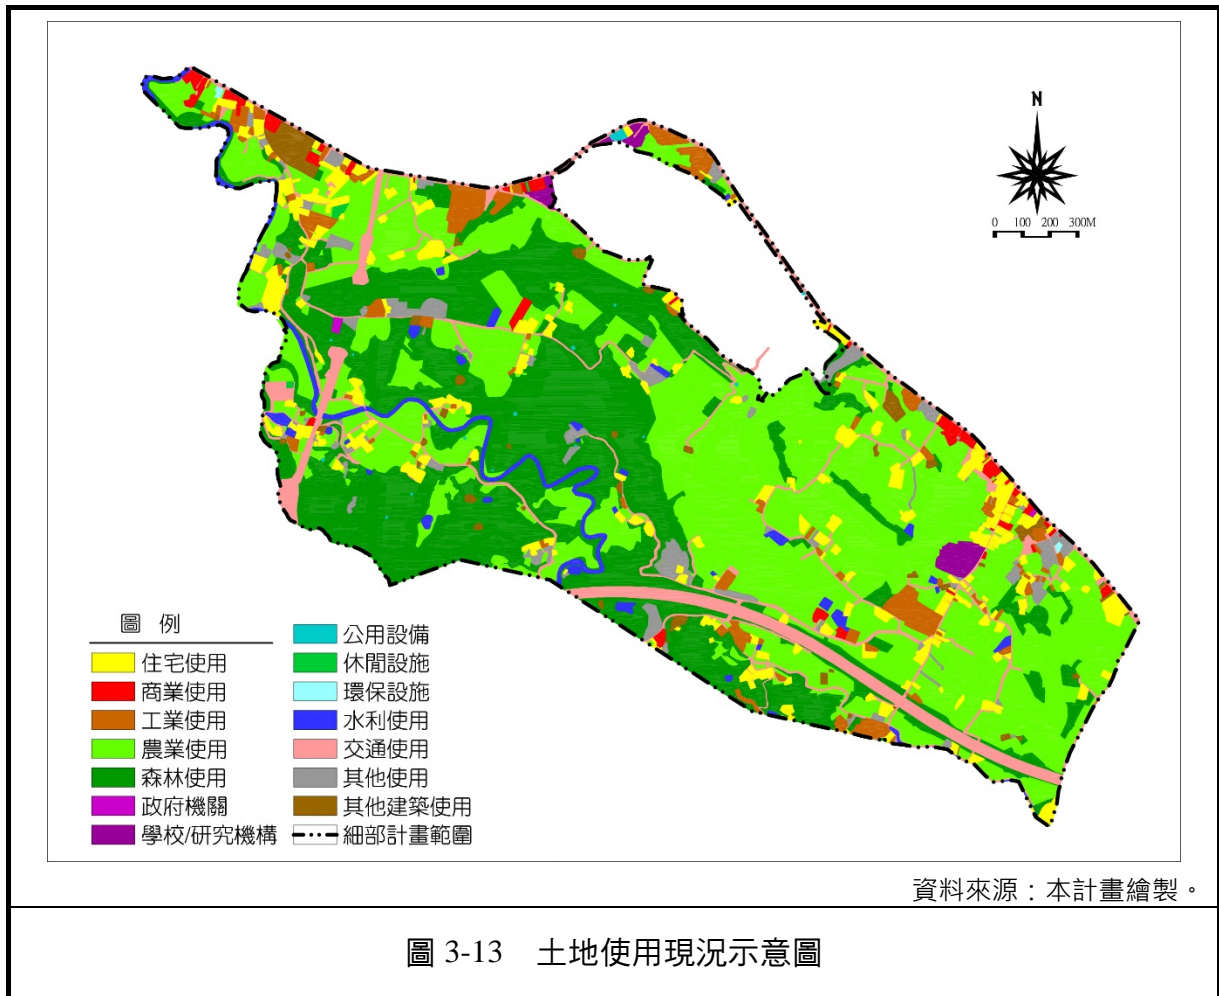 N
0 100 200 300M
圖 例
住宅使用
商業使用
工業使用
農業使用
森林使用
政府機關
學校/研究機構
公用設備
休閒設施
環保設施
水利使用
交通使用
其他使用
其他建築使用
細部計畫範圍
資料來源：本計畫繪製。
圖 3-13 土地使用現況示意圖